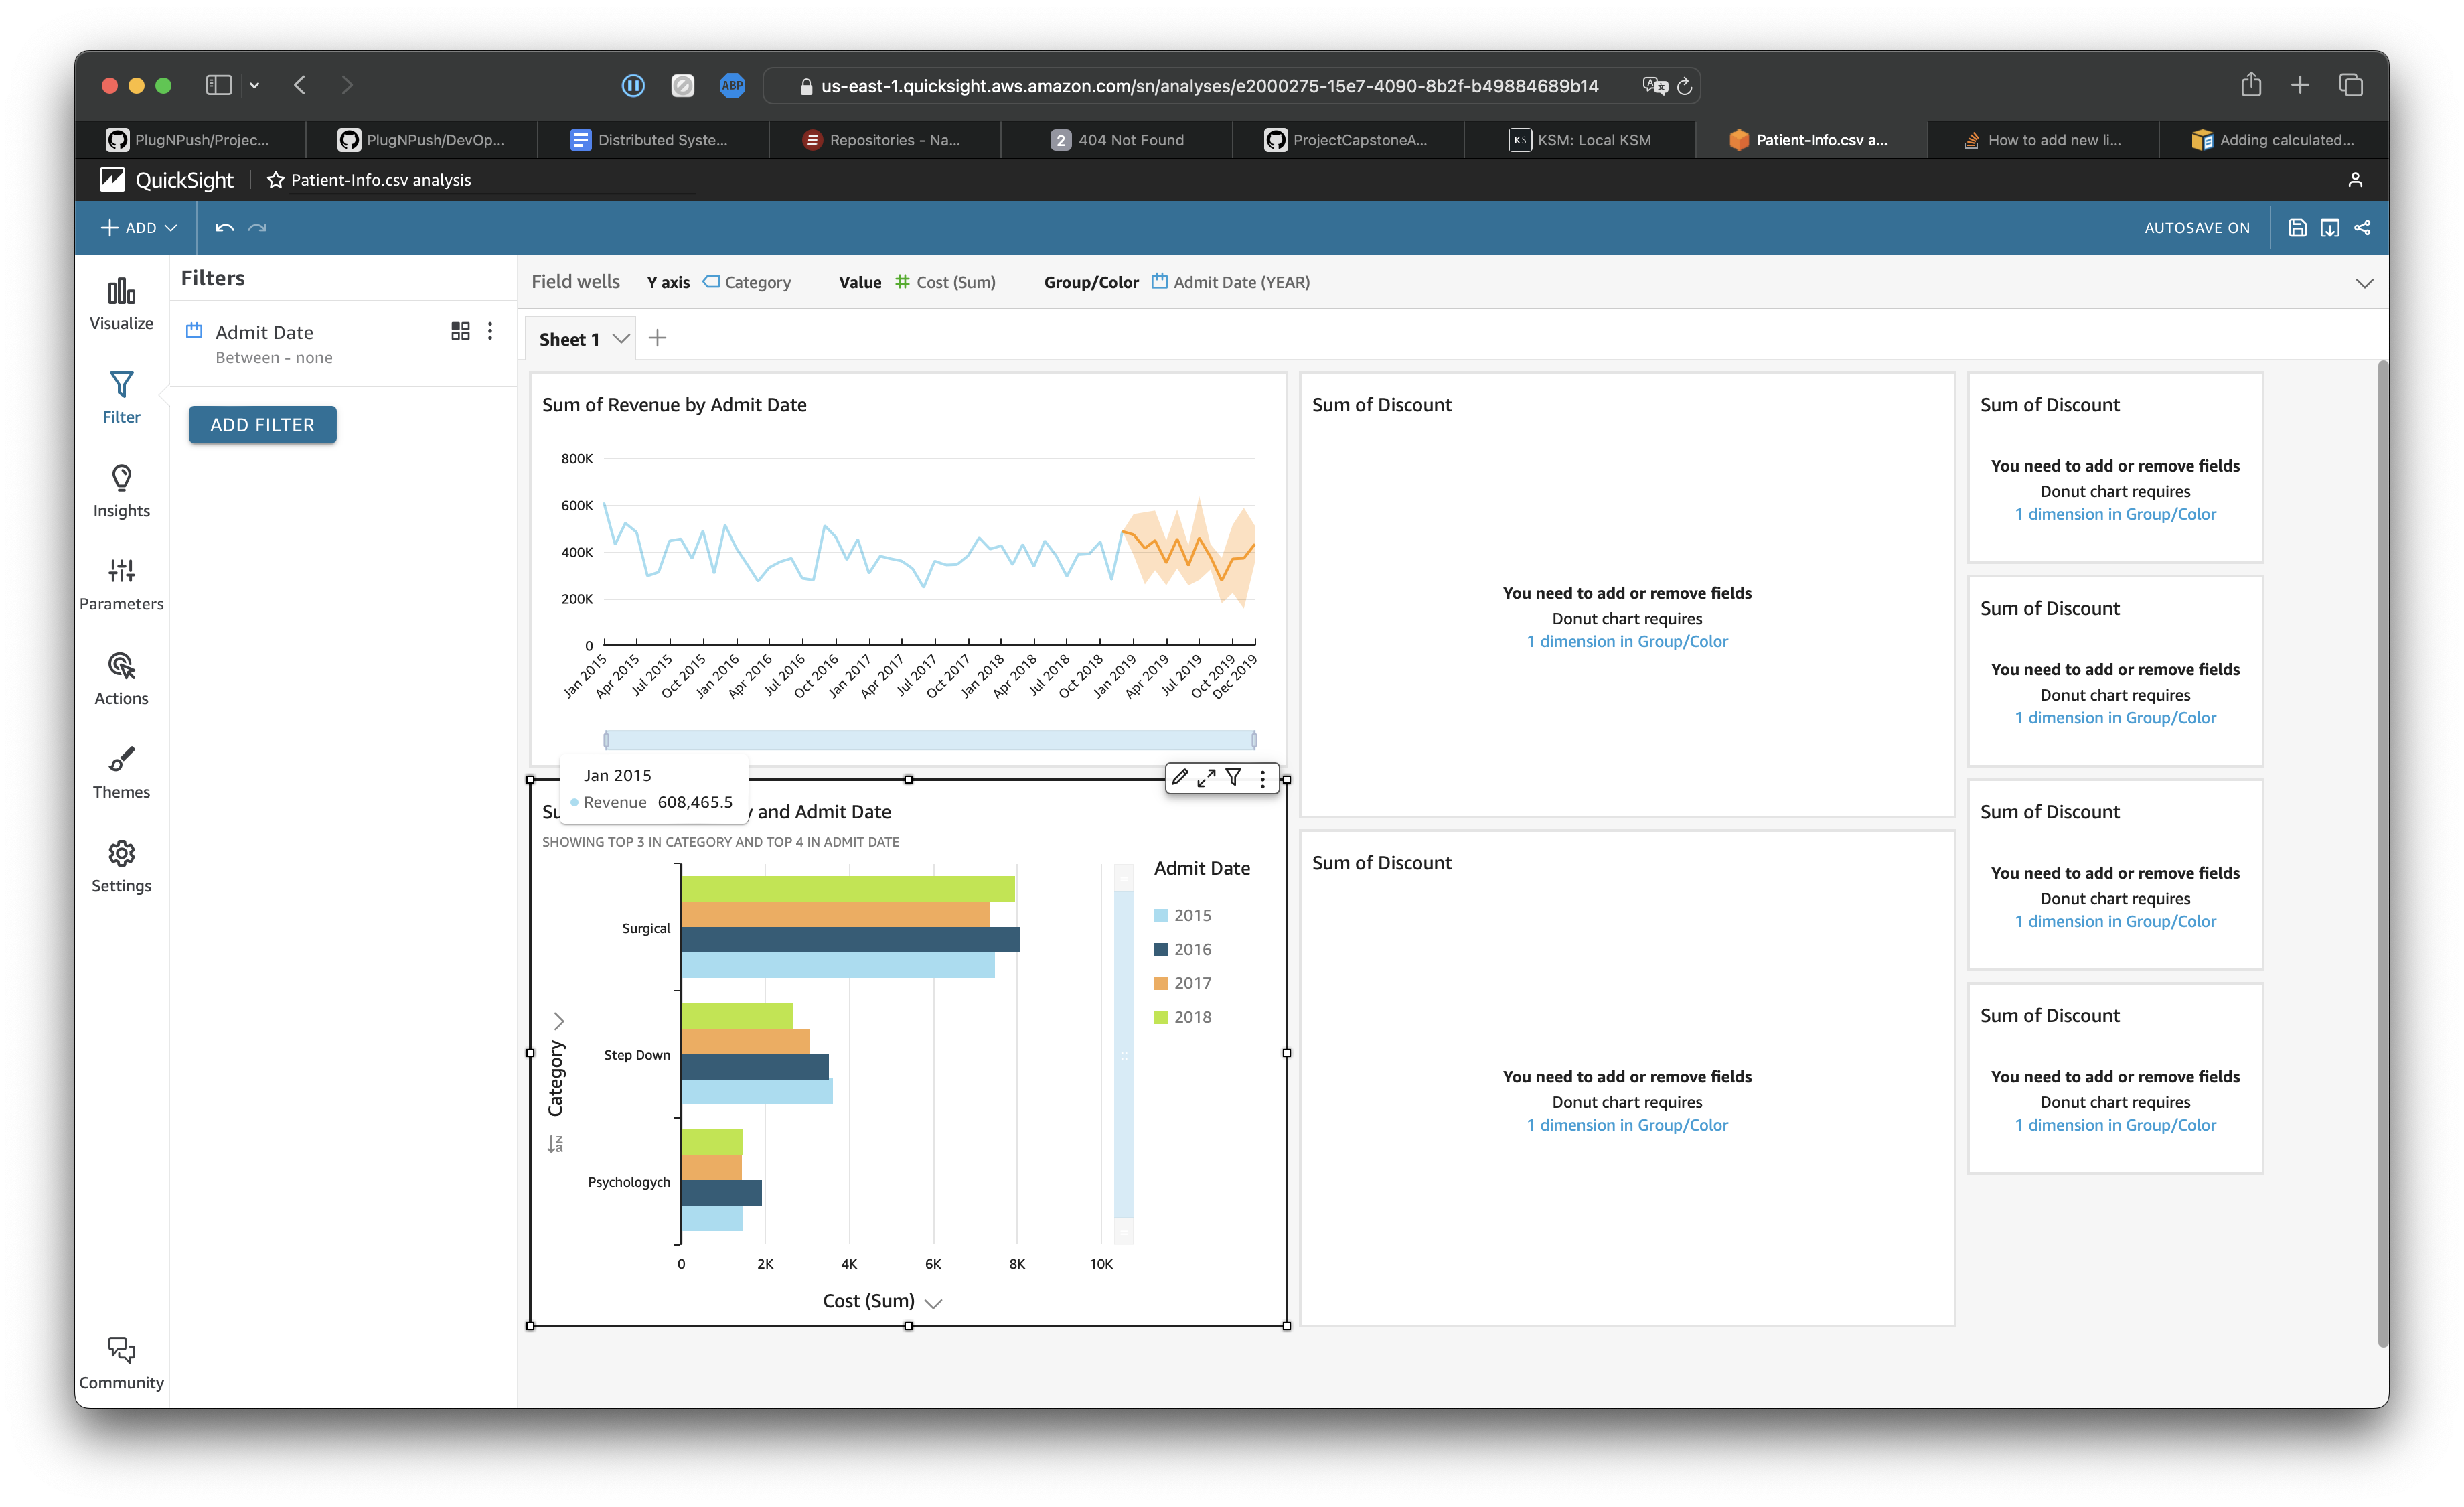 ABP
us-east-1.quicksight.aws.amazon.com/sn/analyses/e2000275-15e7-4090-8b2f-b49884689b14
PlugNPush/Projec...
PlugNPush/DevOp...
Distributed Syste...
Repositories - Na...
2 404 Not Found
ProjectCapstoneA...
KS KSM: Local KSM
Patient-Info.csv a...
How to add new li...
Adding calculated...
QuickSight
Patient-Info.csv analysis
ADD
AUTOSAVE ON
Visualize
Filter
Insights
Parameters
Actions
Themes
Settings
Community
Filters
Admit Date
Between - none
ADD FILTER
Field wells Y axis Category Value Cost (Sum) Group/Color Admit Date (YEAR)
Sheet 1
Sum of Revenue by Admit Date
800K
600K
400K
200K
0
Jan 2015
Apr 2015
Jul 2015
Oct 2015
Jan 2016
Apr 2016
Jul 2016
Oct 2016
Jan 2017
Apr 2017
Jul 2017
Oct 2017
Jan 2018
Apr 2018
Jul 2018
Oct 2018
Jan 2019
Apr 2019
Jul 2019
Oct 2019
Dec 2019
Jan 2015
Revenue 608,465.5
and Admit Date
SHOWING TOP 3 IN CATEGORY AND TOP 4 IN ADMIT DATE
Category
Surgical
Step Down
Psychologych
0 2K 4K 6K 8K 10K
Cost (Sum)
Admit Date
2015
2016
2017
2018
Sum of Discount
You need to add or remove fields
Donut chart requires
1 dimension in Group/Color
Sum of Discount
You need to add or remove fields
Donut chart requires
1 dimension in Group/Color
Sum of Discount
You need to add or remove fields
Donut chart requires
1 dimension in Group/Color
Sum of Discount
You need to add or remove fields
Donut chart requires
1 dimension in Group/Color
Sum of Discount
You need to add or remove fields
Donut chart requires
1 dimension in Group/Color
Sum of Discount
You need to add or remove fields
Donut chart requires
1 dimension in Group/Color